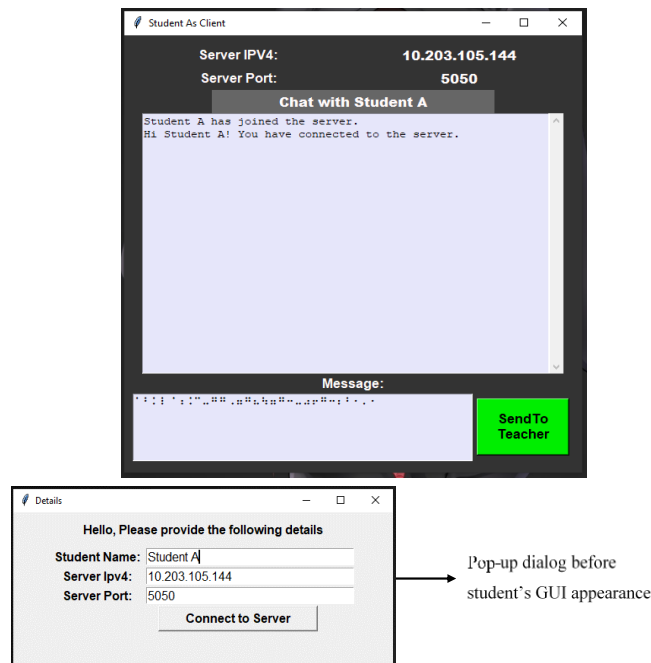 Student As Client
Server IPV4: 10.203.105.144
Server Port: 5050
Chat with Student A
Student A has joined the server.
Hi Student A! You have connected to the server.
Message:
SendTo
Teacher
Details
Hello, Please provide the following details
Student Name: Student A
Server Ipv4: 10.203.105.144
Server Port: 5050
Connect to Server
Pop-up dialog before
student's GUI appearance